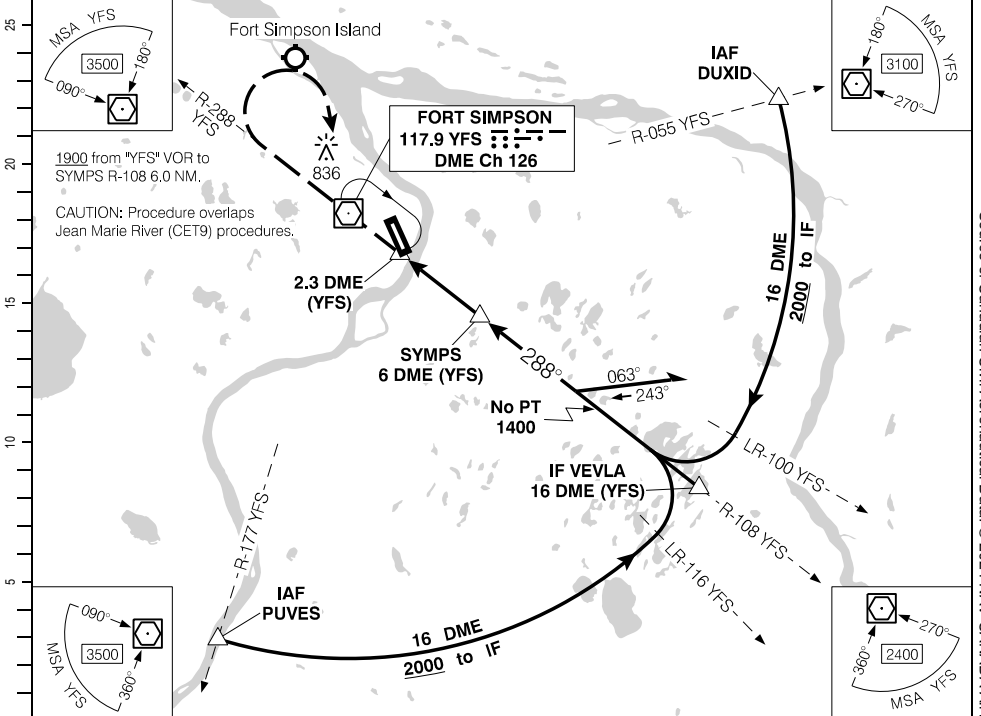 25
20
15
10
5
MSA YFS
3500
180°
090°
Fort Simpson Island
R-288
YFS
836
FORT SIMPSON
117.9 YFS
DME Ch 126
IAF
DUXID
R-055 YFS
MSA YFS
3100
180°
270°
1900 from "YFS" VOR to
SYMPS R-108 6.0 NM.
CAUTION: Procedure overlaps
Jean Marie River (CET9) procedures.
2.3 DME
(YFS)
16 DME
2000 to IF
SYMPS
6 DME (YFS)
288°
063°
243°
No PT
1400
LR-100 YFS
IF VEVLA
16 DME (YFS)
R-108 YFS
LR-116 YFS
R-177 YFS
IAF
PUVES
16 DME
2000 to IF
090°
3500
360°
MSA YFS
270°
2400
360°
MSA YFS